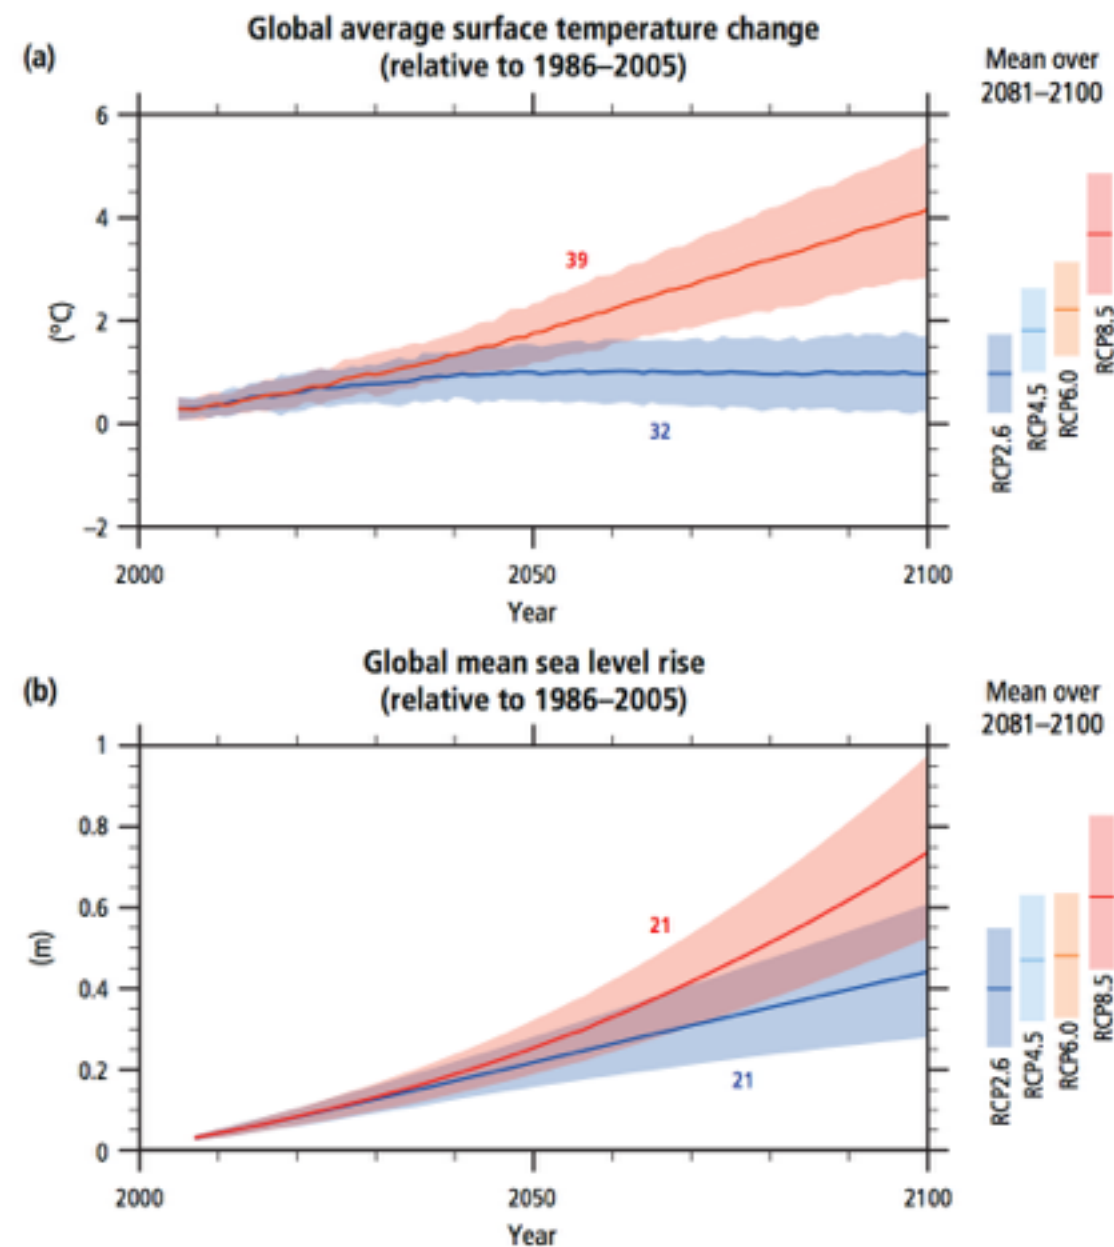 (a)
Global average surface temperature change
(relative to 1986–2005)
Mean over
2081–2100
6
4
2
0
–2
(°C)
39
32
2000
2050
2100
Year
RCP2.6
RCP4.5
RCP6.0
RCP8.5
(b)
Global mean sea level rise
(relative to 1986–2005)
Mean over
2081–2100
1
0.8
0.6
0.4
0.2
0
(m)
21
21
2000
2050
2100
Year
RCP2.6
RCP4.5
RCP6.0
RCP8.5